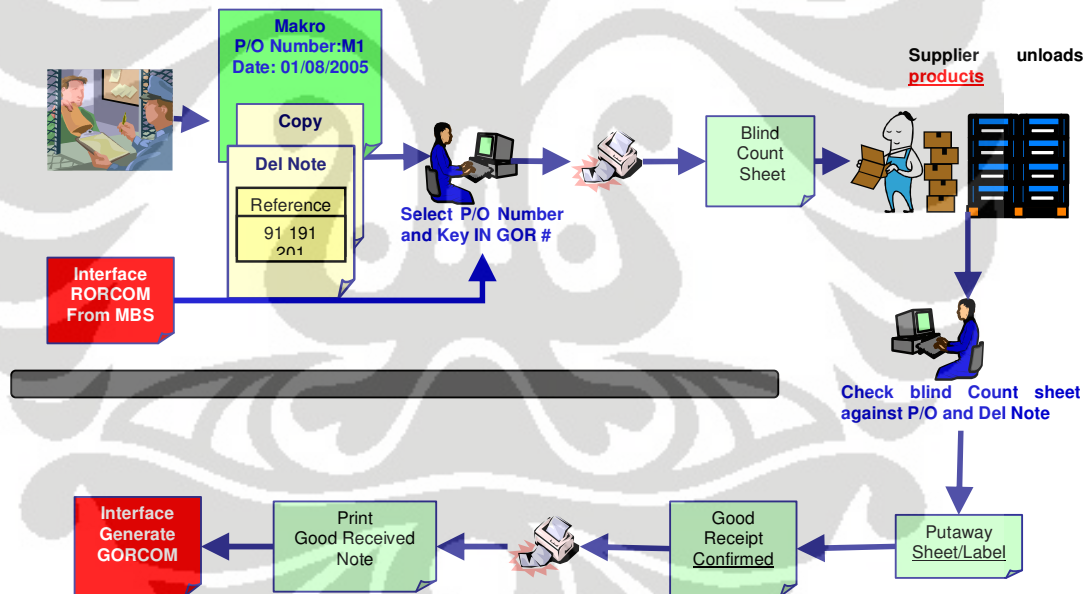 Makro
P/O Number:M1
Date: 01/08/2005
Copy
Del Note
Reference
91 191
201
Interface
RORCOM
From MBS
Select P/O Number
and Key IN GOR #
Blind
Count
Sheet
Supplier unloads
products
Check blind Count sheet
against P/O and Del Note
Putaway
Sheet/Label
Good
Receipt
Confirmed
Print
Good Received
Note
Interface
Generate
GORCOM